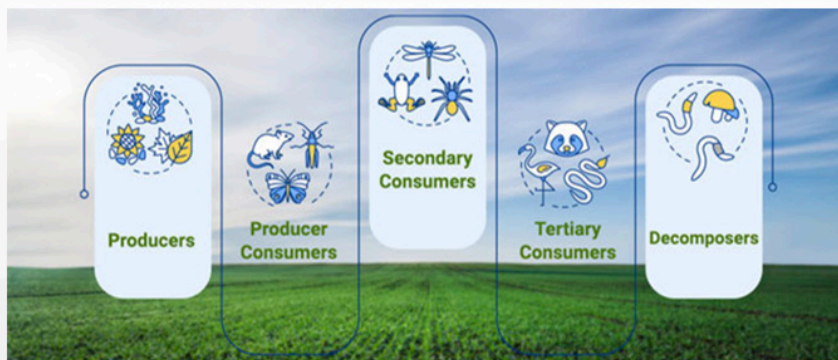 Producers
Producer
Consumers
Secondary
Consumers
Tertiary
Consumers
Decomposers